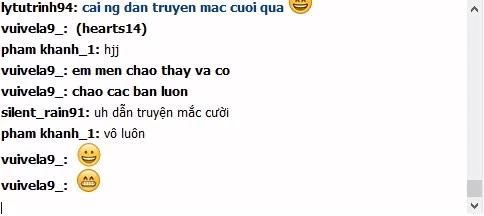 lytutrinh94: cai ng dan truyen mac cuoi qua 😀
vuivela9_: (hearts14)
pham khanh_1: hjj
vuivela9_: em men chao thay va co
vuivela9_: chao cac ban luon
silent_rain91: uh dẫn truyện mắc cười
pham khanh_1: vô luôn
vuivela9_: 😀
vuivela9_: 😁